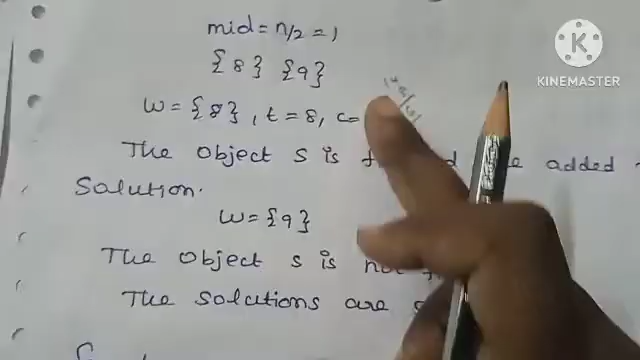 mid = n/2 = 1
{8} {9}
W = {8}, t = 8, c =
The object S is added
Solution.
W = {9}
The object S is not
The solutions are
KINEMASTER